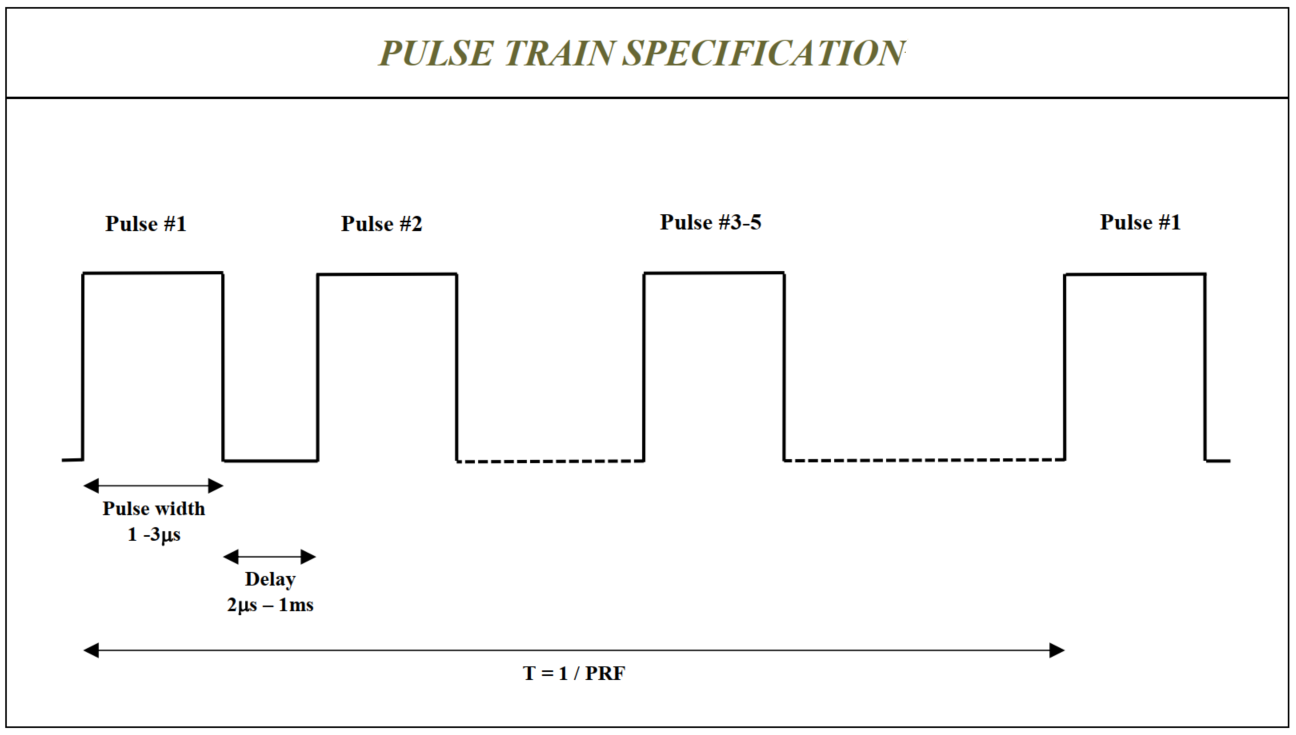 PULSE TRAIN SPECIFICATION
Pulse #1
Pulse #2
Pulse #3-5
Pulse #1
Pulse width
1 -3μs
Delay
2μs – 1ms
T = 1 / PRF